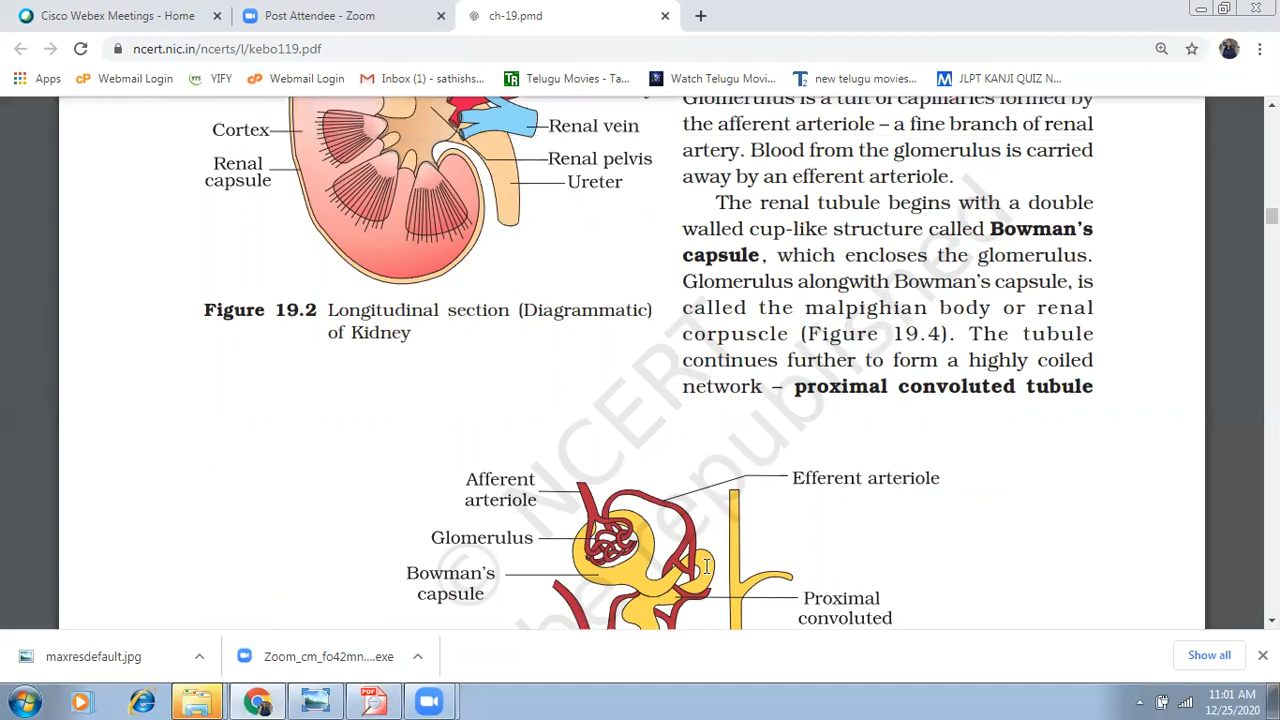 Cisco Webex Meetings - Home
Post Attendee - Zoom
ch-19.pmd
ncert.nic.in/ncerts/l/kebo119.pdf
Apps
Webmail Login
YIFY
Webmail Login
Inbox (1) - sathishs...
Telugu Movies - Ta...
Watch Telugu Movi...
new telugu movies...
JLPT KANJI QUIZ N...
Cortex
Renal
capsule
Renal vein
Renal pelvis
Ureter
Figure 19.2 Longitudinal section (Diagrammatic)
of Kidney
Glomerulus is a tuft of capillaries formed by
the afferent arteriole – a fine branch of renal
artery. Blood from the glomerulus is carried
away by an efferent arteriole.
The renal tubule begins with a double
walled cup-like structure called Bowman's
capsule, which encloses the glomerulus.
Glomerulus alongwith Bowman's capsule, is
called the malpighian body or renal
corpuscle (Figure 19.4). The tubule
continues further to form a highly coiled
network – proximal convoluted tubule
Afferent
arteriole
Efferent arteriole
Glomerulus
Bowman's
capsule
Proximal
convoluted
© NCERT
be republished
maxresdefault.jpg
Zoom_cm_fo42mn....exe
Show all
11:01 AM
12/25/2020